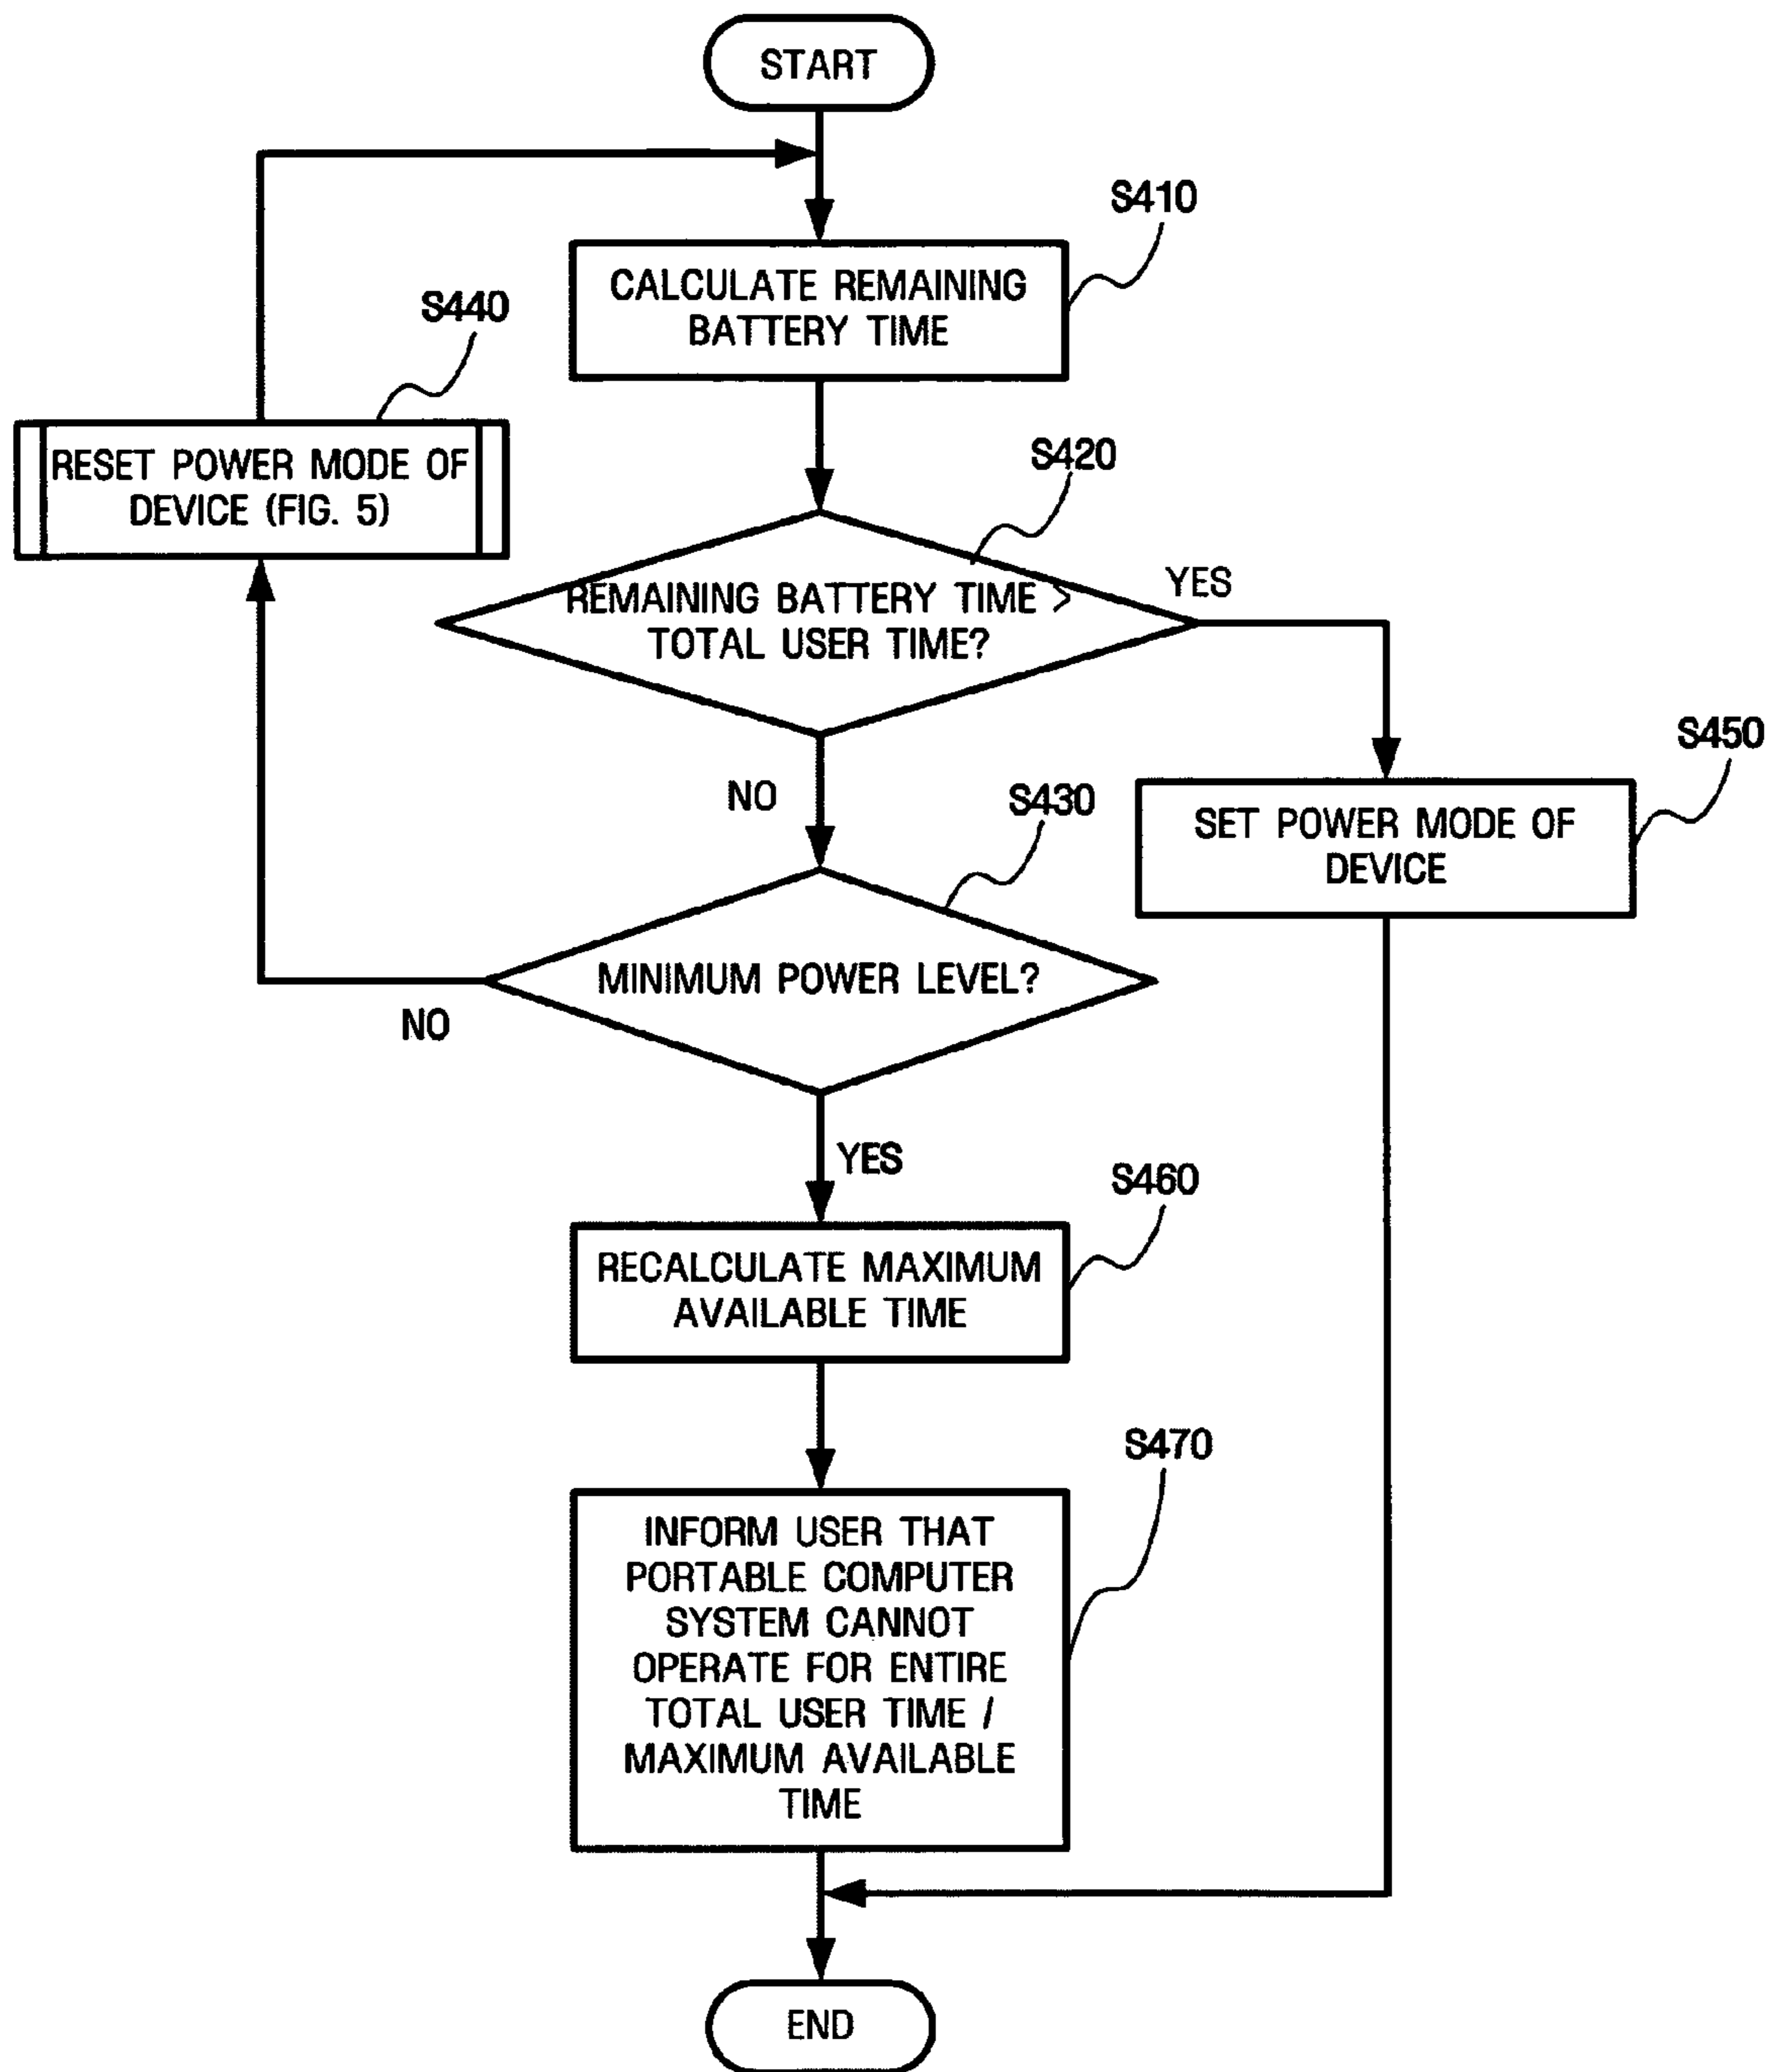 START
S410
CALCULATE REMAINING
BATTERY TIME
S440
RESET POWER MODE OF
DEVICE (FIG. 5)
S420
REMAINING BATTERY TIME >
TOTAL USER TIME?
YES
NO
S450
SET POWER MODE OF
DEVICE
S430
MINIMUM POWER LEVEL?
NO
YES
S460
RECALCULATE MAXIMUM
AVAILABLE TIME
S470
INFORM USER THAT
PORTABLE COMPUTER
SYSTEM CANNOT
OPERATE FOR ENTIRE
TOTAL USER TIME /
MAXIMUM AVAILABLE
TIME
END